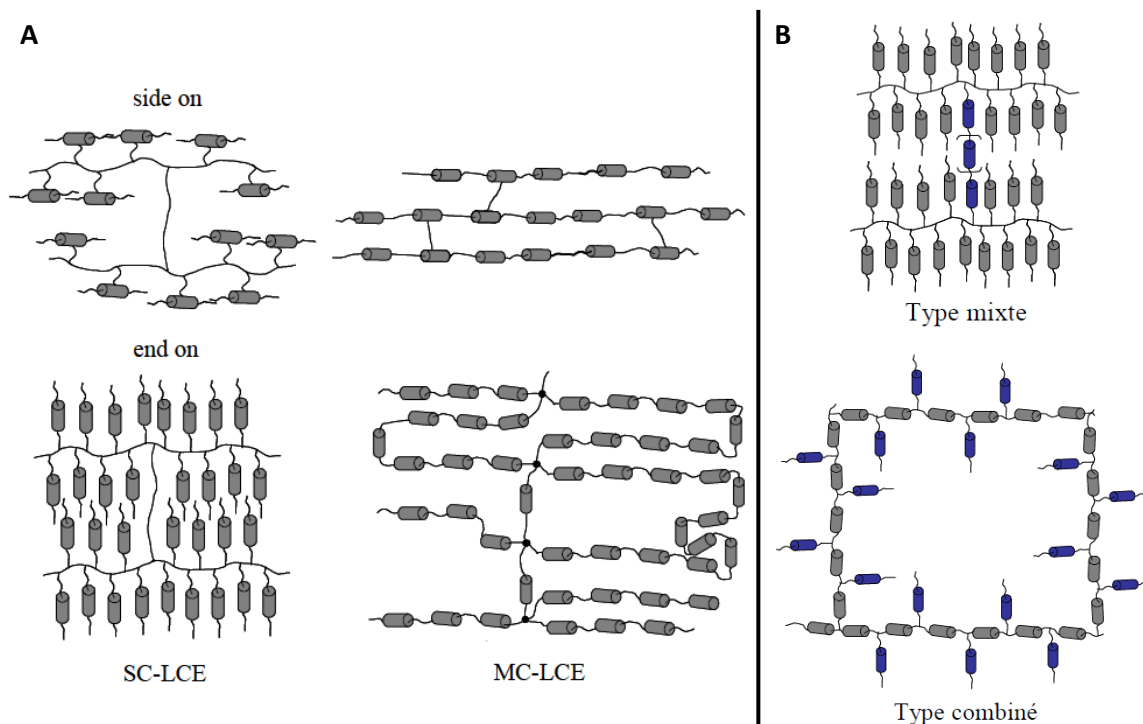 A
side on
end on
SC-LCE
MC-LCE
B
Type mixte
Type combiné